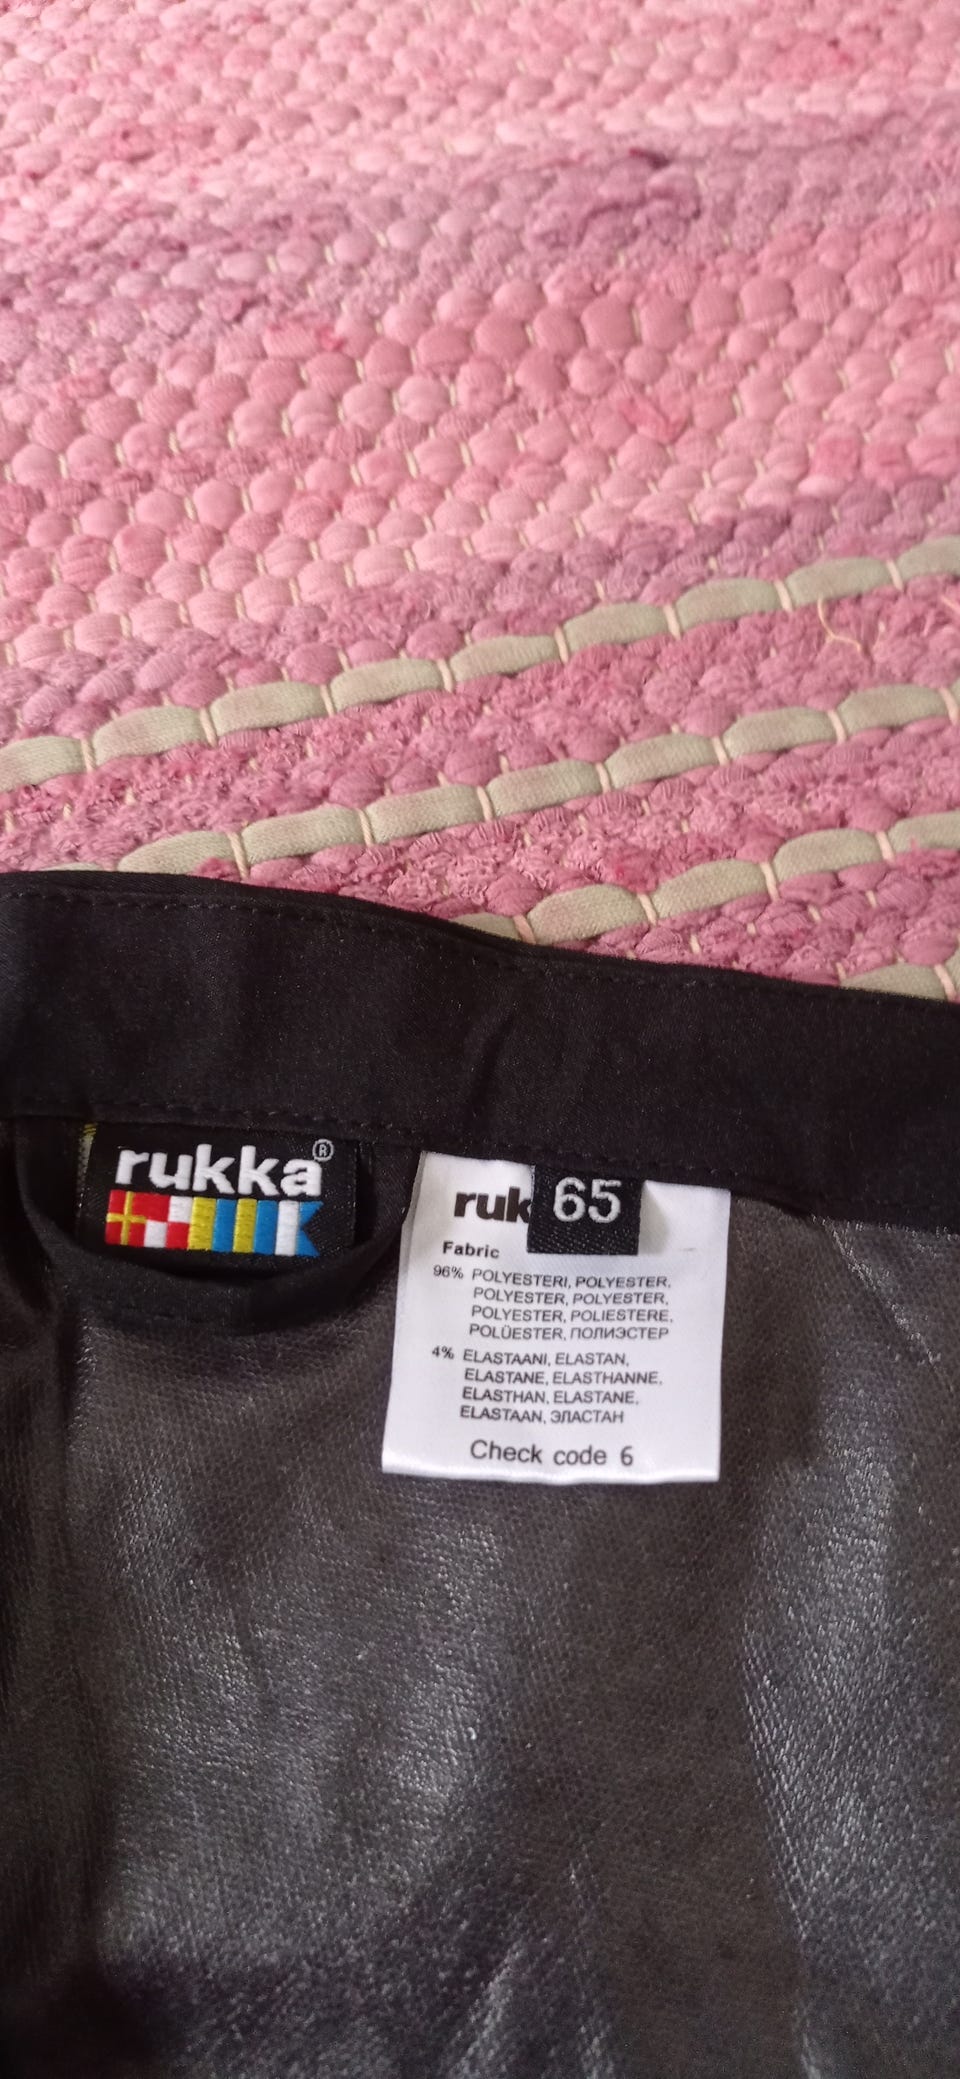 rukka®
ruk 65
Fabric
96% POLYESTERI, POLYESTER,
POLYESTER, POLYESTER,
POLYESTER, POLIESTERE,
POLÜESTER, ПОЛИЭСТЕР
4% ELASTAANI, ELASTAN,
ELASTANE, ELASTHANNE,
ELASTHAN, ELASTANE,
ELASTAAN, ЭЛАСТАН
Check code 6